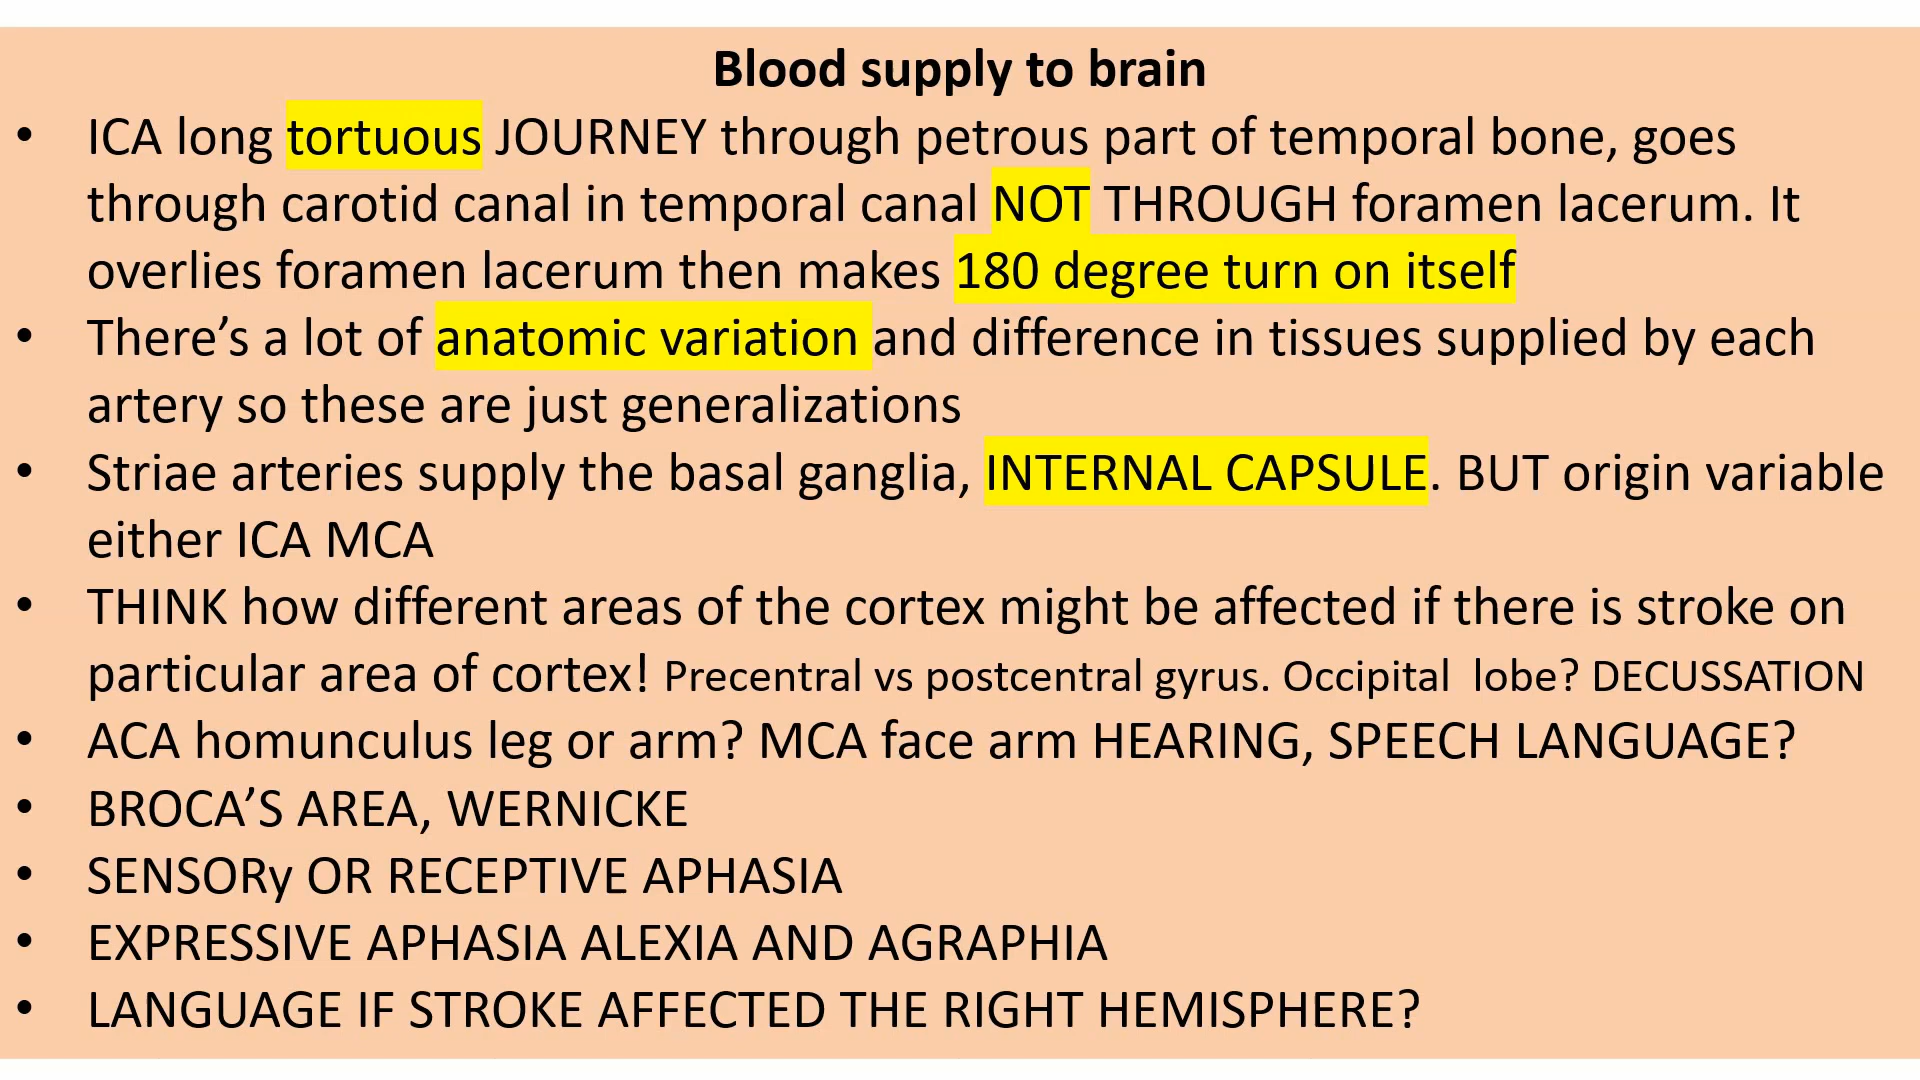 Blood supply to brain
• ICA long tortuous JOURNEY through petrous part of temporal bone, goes
through carotid canal in temporal canal NOT THROUGH foramen lacerum. It
overlies foramen lacerum then makes 180 degree turn on itself
• There’s a lot of anatomic variation and difference in tissues supplied by each
artery so these are just generalizations
• Striae arteries supply the basal ganglia, INTERNAL CAPSULE. BUT origin variable
either ICA MCA
• THINK how different areas of the cortex might be affected if there is stroke on
particular area of cortex! Precentral vs postcentral gyrus. Occipital lobe? DECUSSATION
• ACA homunculus leg or arm? MCA face arm HEARING, SPEECH LANGUAGE?
• BROCA’S AREA, WERNICKE
• SENSORy OR RECEPTIVE APHASIA
• EXPRESSIVE APHASIA ALEXIA AND AGRAPHIA
• LANGUAGE IF STROKE AFFECTED THE RIGHT HEMISPHERE?